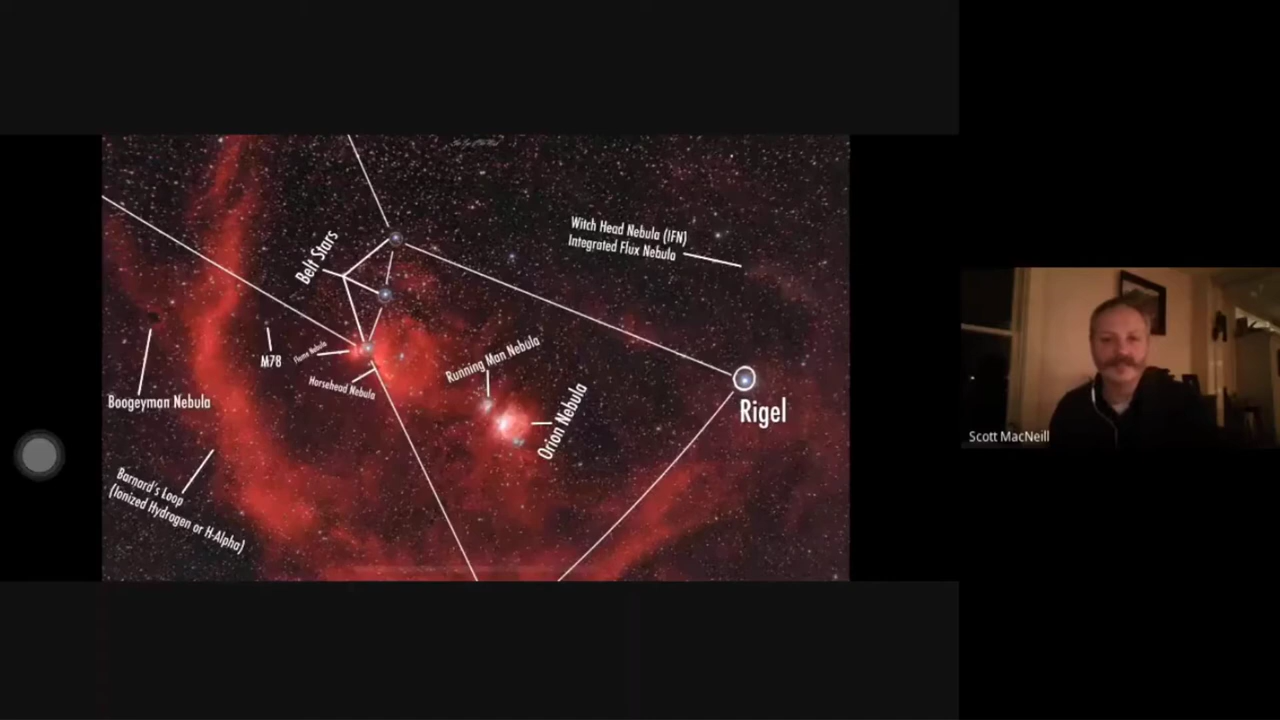 Witch Head Nebula (IFN)
Integrated Flux Nebula
Belt Stars
M78
Flame Nebula
Horsehead Nebula
Running Man Nebula
Orion Nebula
Rigel
Boogeyman Nebula
Barnard's Loop
(Ionized Hydrogen or H-Alpha)
Scott MacNeill